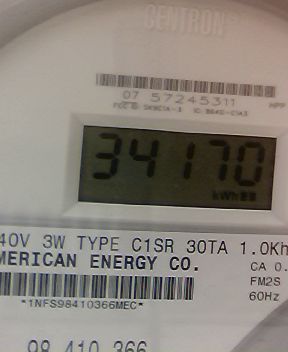 CENTRON
07 57245311
34170
kWh
40V 3W TYPE C1SR 30TA 1.0Kh
MERICAN ENERGY CO.
CA 0.
FM2S
*1NFS98410366MEC*
60Hz
98 410 366